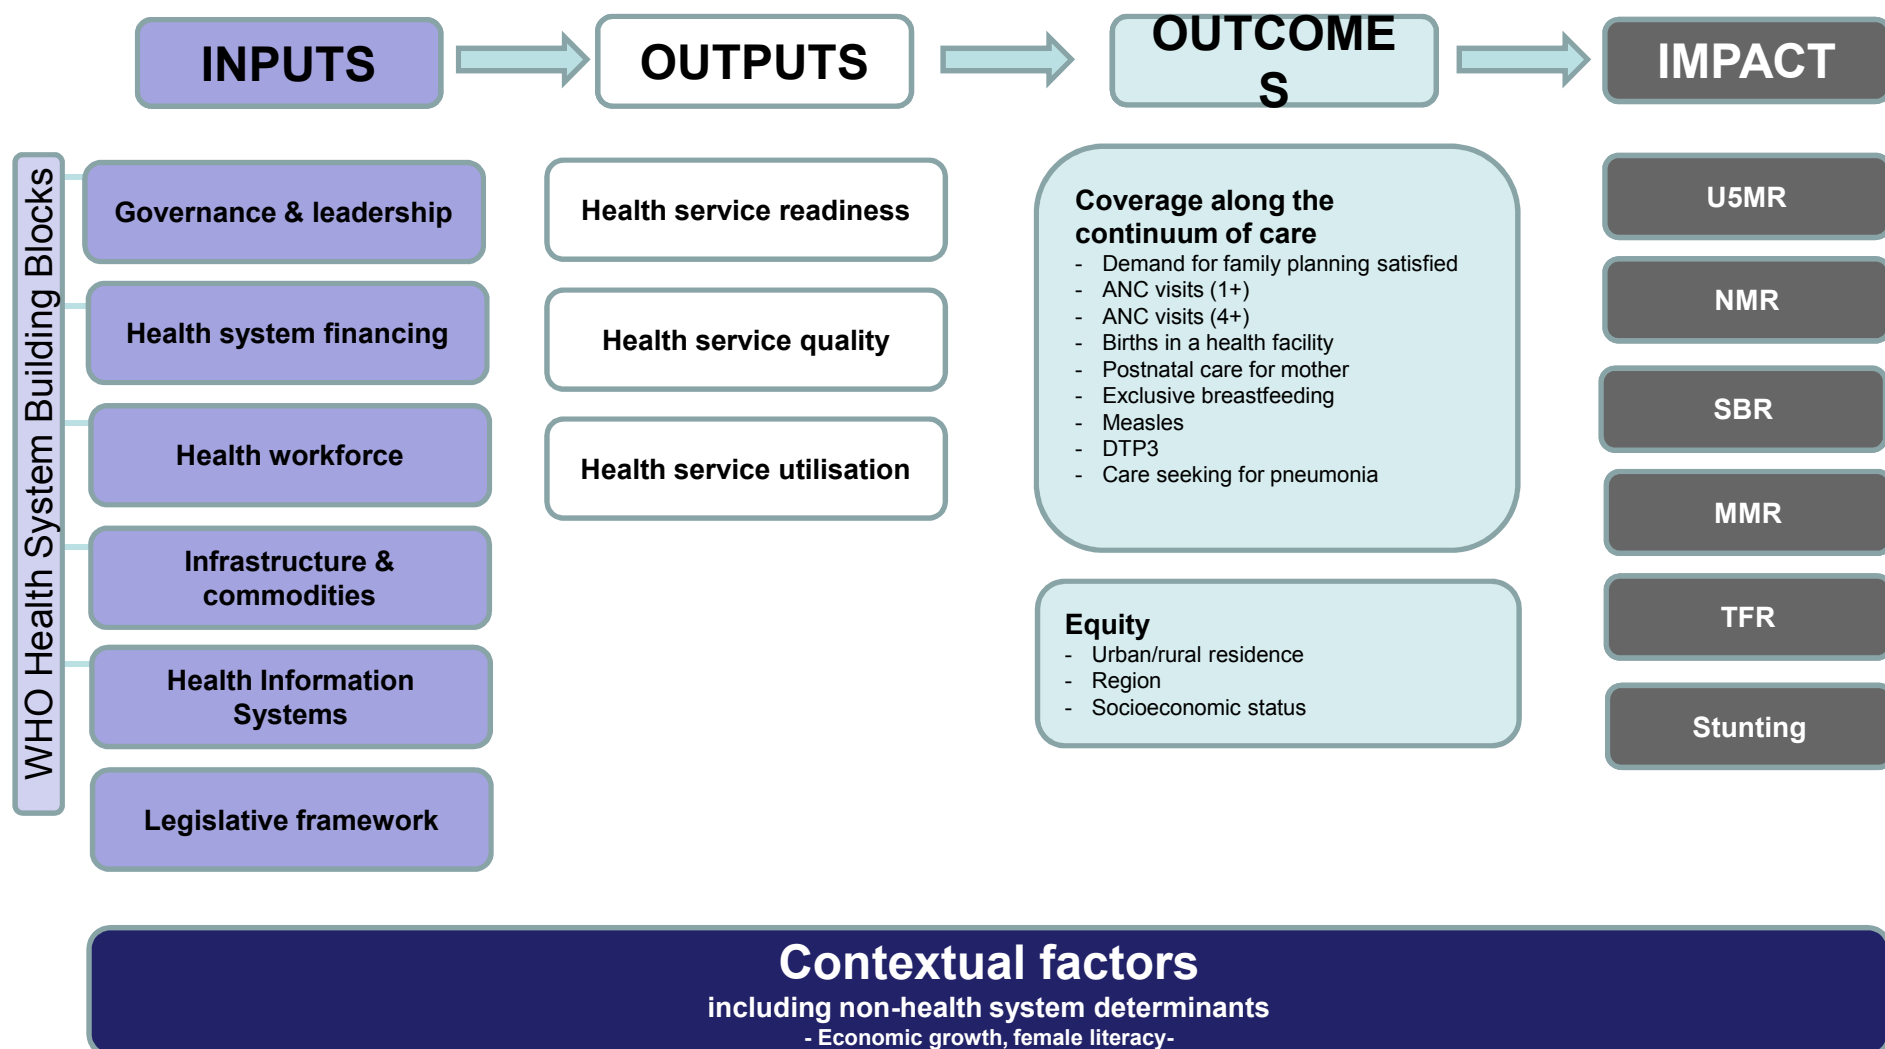 INPUTS
OUTPUTS
OUTCOME
S
IMPACT
WHO Health System Building Blocks
Governance & leadership
Health system financing
Health workforce
Infrastructure &
commodities
Health Information
Systems
Legislative framework
Health service readiness
Health service quality
Health service utilisation
Coverage along the
continuum of care
- Demand for family planning satisfied
- ANC visits (1+)
- ANC visits (4+)
- Births in a health facility
- Postnatal care for mother
- Exclusive breastfeeding
- Measles
- DTP3
- Care seeking for pneumonia
Equity
- Urban/rural residence
- Region
- Socioeconomic status
U5MR
NMR
SBR
MMR
TFR
Stunting
Contextual factors
including non-health system determinants
- Economic growth, female literacy-